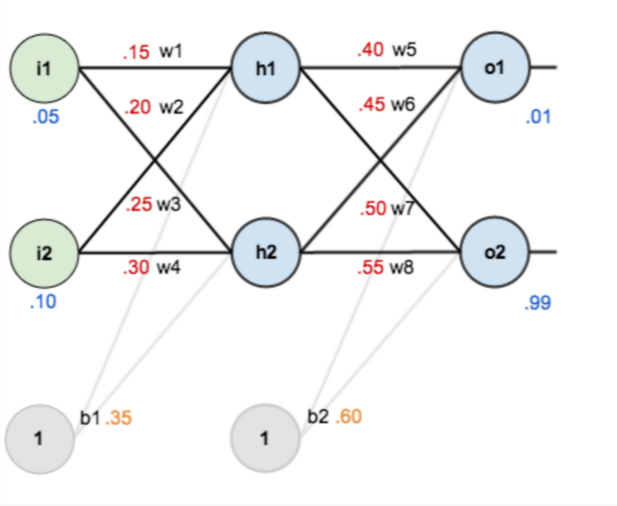 .15 w1
.40 w5
i1
h1
o1
.20 w2
.45 w6
.05
.01
.25 w3
.50 w7
i2
h2
o2
.30 w4
.55 w8
.10
.99
b1 .35
b2 .60
1
1